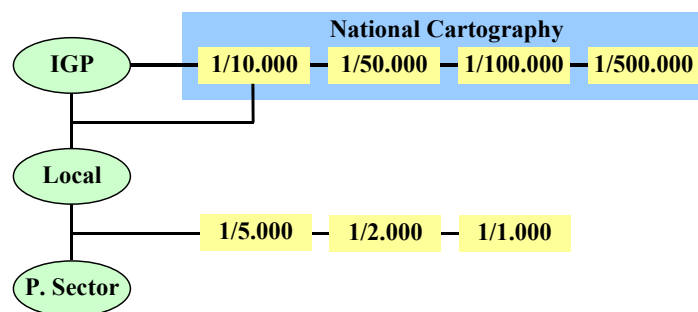 National Cartography
IGP 1/10.000 1/50.000 1/100.000 1/500.000
Local
1/5.000 1/2.000 1/1.000
P. Sector